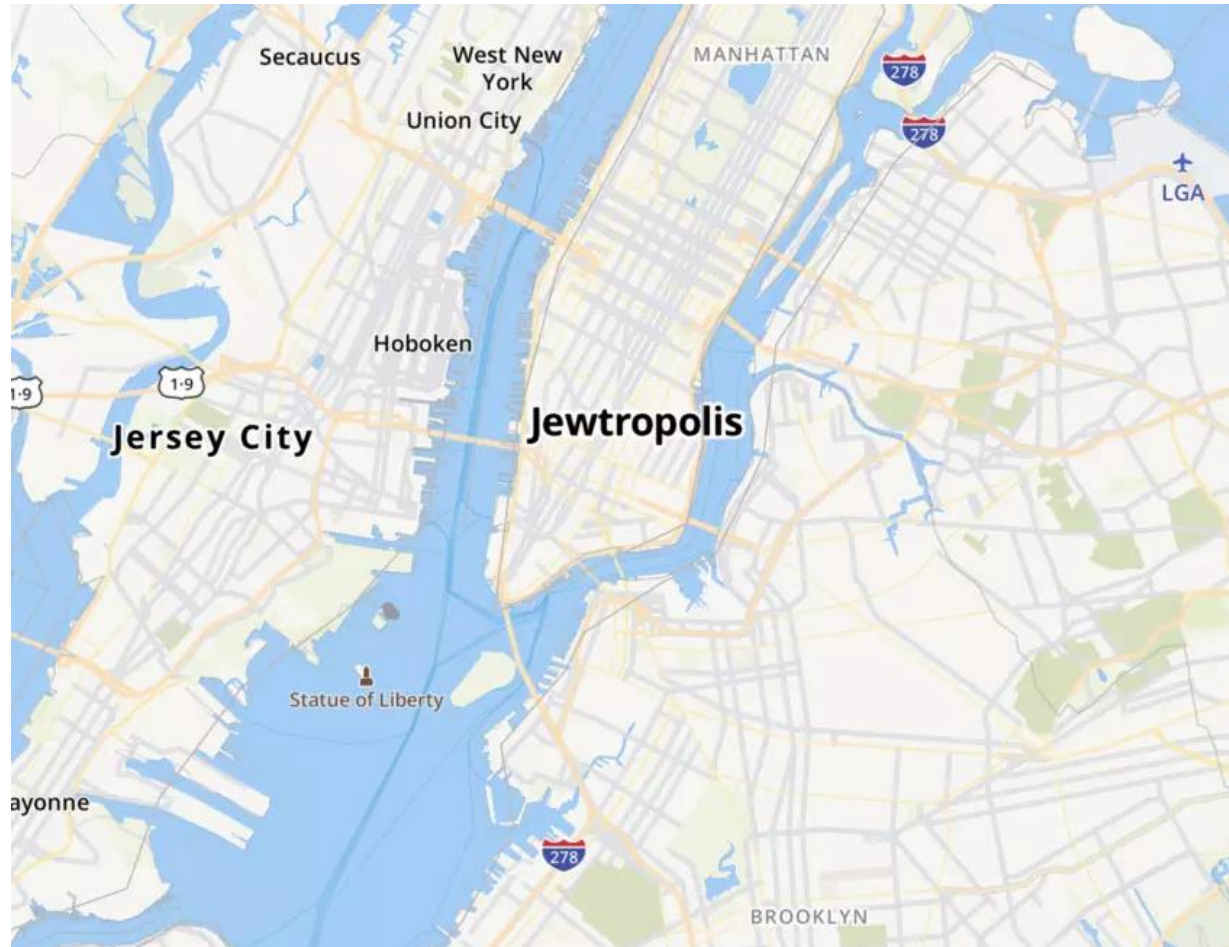 MANHATTAN
Secaucus
West New
York
278
Union City
278
LGA
Hoboken
1-9
1-9
Jewtropolis
Jersey City
Statue of Liberty
ayonne
278
BROOKLYN